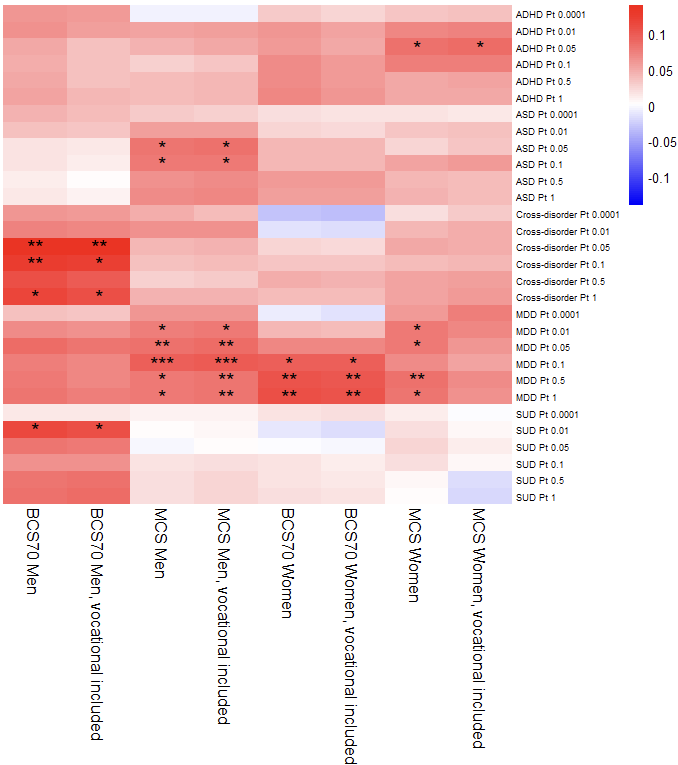 ADHD Pt 0.0001
ADHD Pt 0.01
* * ADHD Pt 0.05
ADHD Pt 0.1
ADHD Pt 0.5
ADHD Pt 1
ASD Pt 0.0001
ASD Pt 0.01
* * ASD Pt 0.05
* * ASD Pt 0.1
ASD Pt 0.5
ASD Pt 1
Cross-disorder Pt 0.0001
Cross-disorder Pt 0.01
** ** Cross-disorder Pt 0.05
** * Cross-disorder Pt 0.1
Cross-disorder Pt 0.5
* * Cross-disorder Pt 1
MDD Pt 0.0001
* * * MDD Pt 0.01
** ** * MDD Pt 0.05
*** *** * * MDD Pt 0.1
* ** ** ** ** MDD Pt 0.5
* ** ** ** * MDD Pt 1
SUD Pt 0.0001
* * SUD Pt 0.01
SUD Pt 0.05
SUD Pt 0.1
SUD Pt 0.5
SUD Pt 1
0.1
0.05
0
-0.05
-0.1
BCS70 Men
BCS70 Men, vocational included
MCS Men
MCS Men, vocational included
BCS70 Women
BCS70 Women, vocational included
MCS Women
MCS Women, vocational included